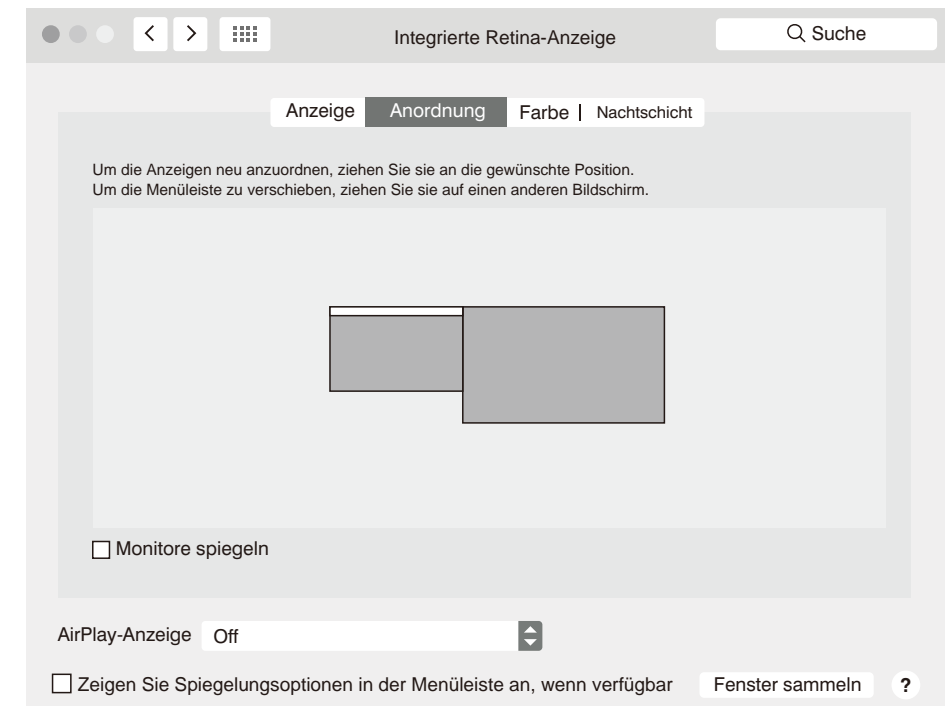 Integrierte Retina-Anzeige
Suche
Anzeige Anordnung Farbe | Nachtschicht
Um die Anzeigen neu anzuordnen, ziehen Sie sie an die gewünschte Position.
Um die Menüleiste zu verschieben, ziehen Sie sie auf einen anderen Bildschirm.
Monitore spiegeln
AirPlay-Anzeige Off
Zeigen Sie Spiegelungsoptionen in der Menüleiste an, wenn verfügbar Fenster sammeln ?